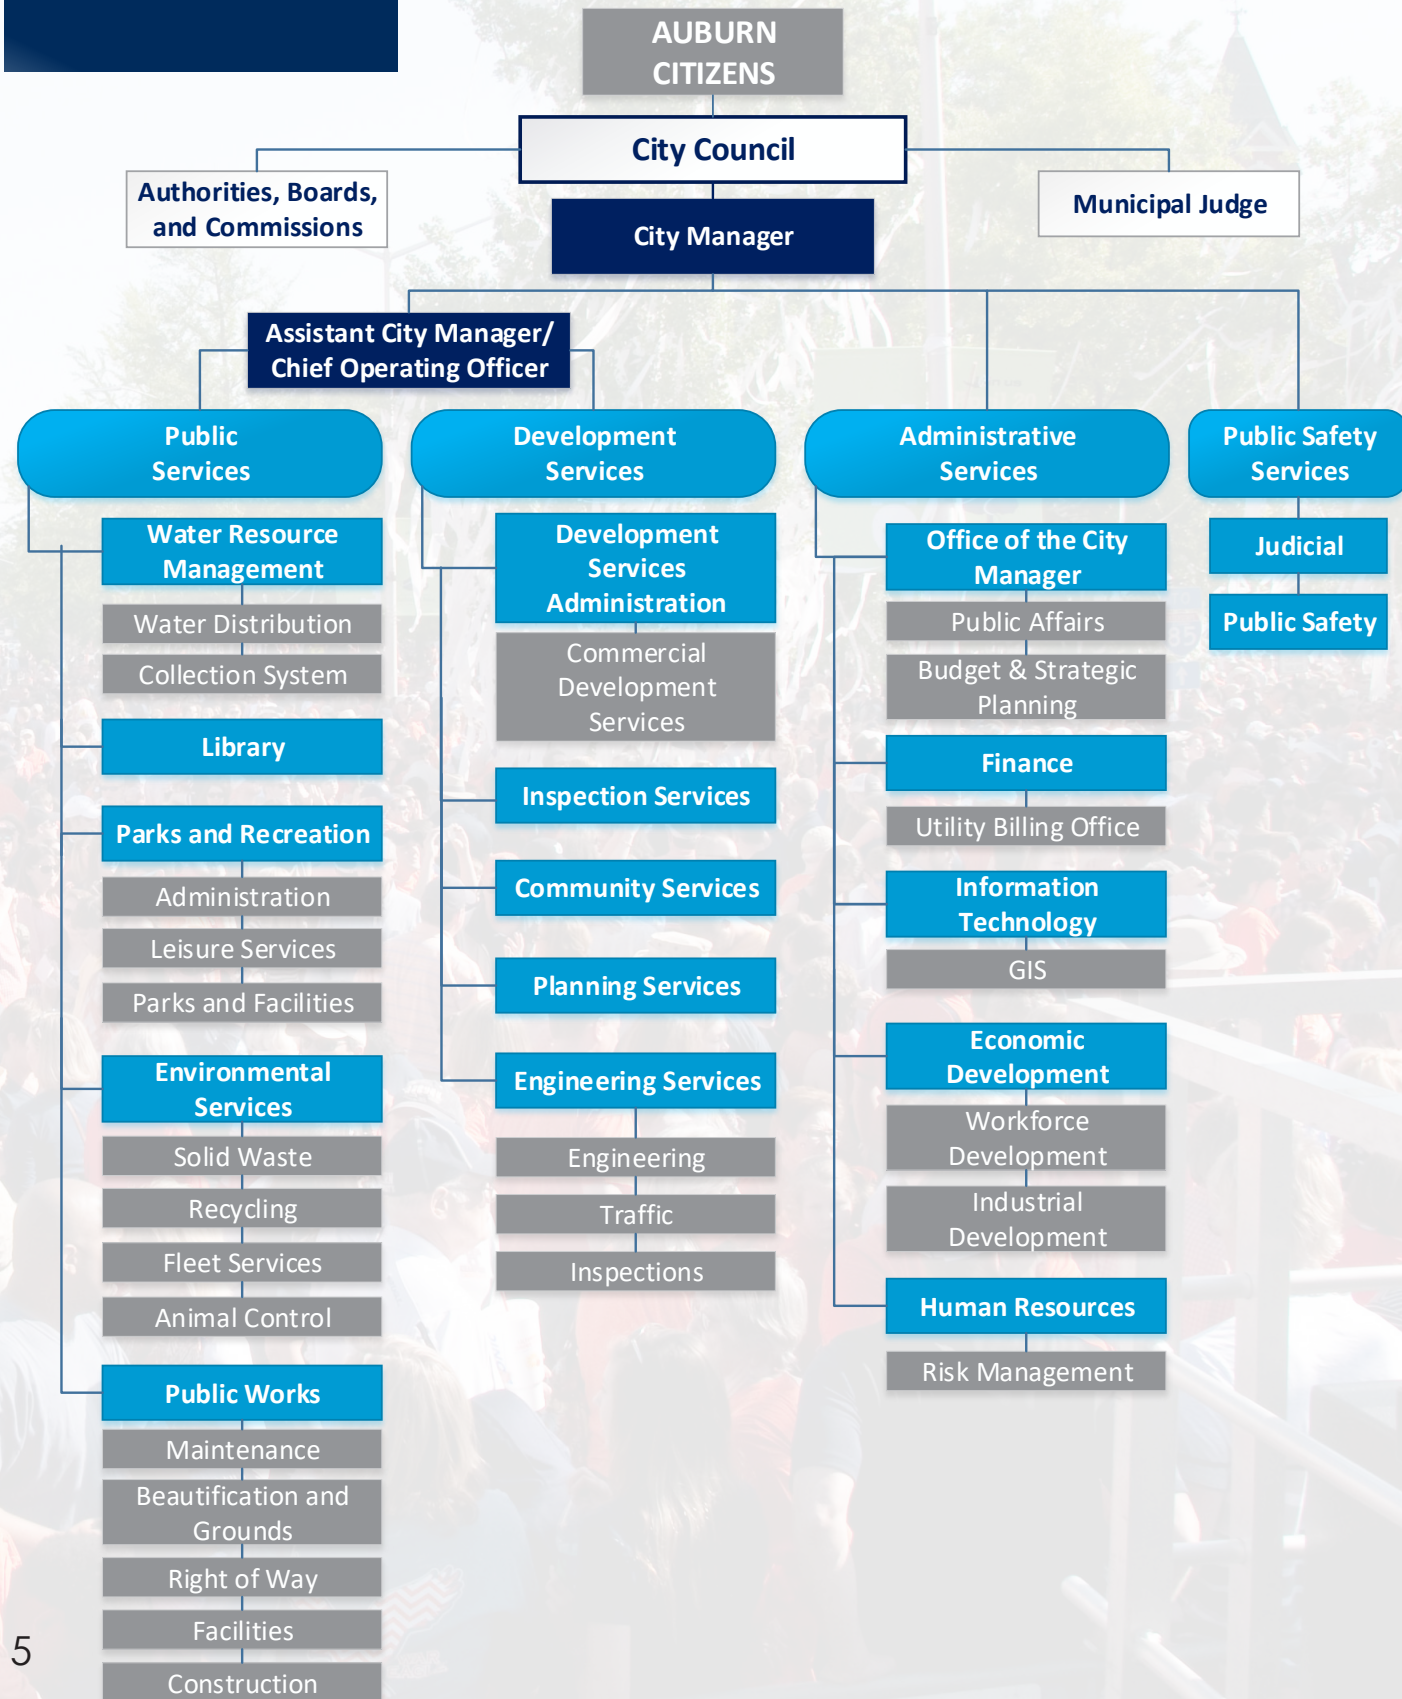 AUBURN
CITIZENS
City Council
Authorities, Boards,
and Commissions
Municipal Judge
City Manager
Assistant City Manager/
Chief Operating Officer
Public
Services
Water Resource
Management
Water Distribution
Collection System
Library
Parks and Recreation
Administration
Leisure Services
Parks and Facilities
Environmental
Services
Solid Waste
Recycling
Fleet Services
Animal Control
Public Works
Maintenance
Beautification and
Grounds
Right of Way
Facilities
Construction
Development
Services
Development
Services
Administration
Commercial
Development
Services
Inspection Services
Community Services
Planning Services
Engineering Services
Engineering
Traffic
Inspections
Administrative
Services
Office of the City
Manager
Public Affairs
Budget & Strategic
Planning
Finance
Utility Billing Office
Information
Technology
GIS
Economic
Development
Workforce
Development
Industrial
Development
Human Resources
Risk Management
Public Safety
Services
Judicial
Public Safety
5